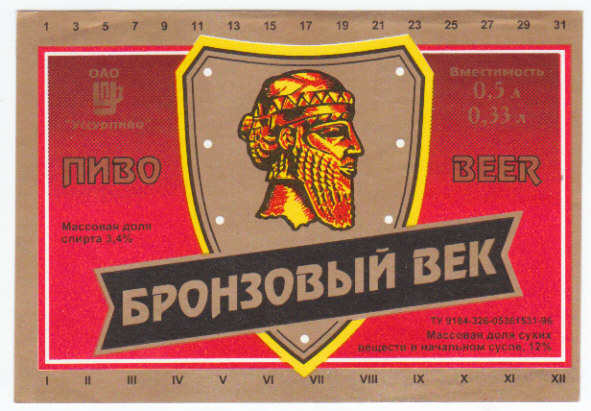 1 3 5 7 9 11 13 15 17 19 21 23 25 27 29 31
ОАО
"Уссурпиво"
Вместимость
0,5 л
0,33 л
ПИВО
BEER
Массовая доля
спирта 3,4%
БРОНЗОВЫЙ ВЕК
ТУ 9184-326-05361531-96
Массовая доля сухих
веществ в начальном сусле, 12%
I II III IV V VI VII VIII IX X XI XII